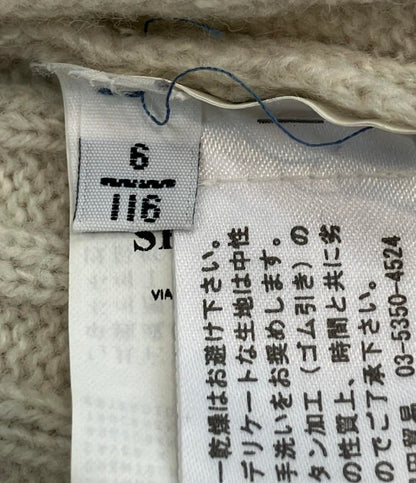 6
116
VIA
ー乾燥はお避け下さい。
デリケートな生地は中性
手洗いをお奨めします。
タン加工（ゴム引き）の
の性質上、時間と共に劣
のでご了承下さい。
貿易 03-5350-4524